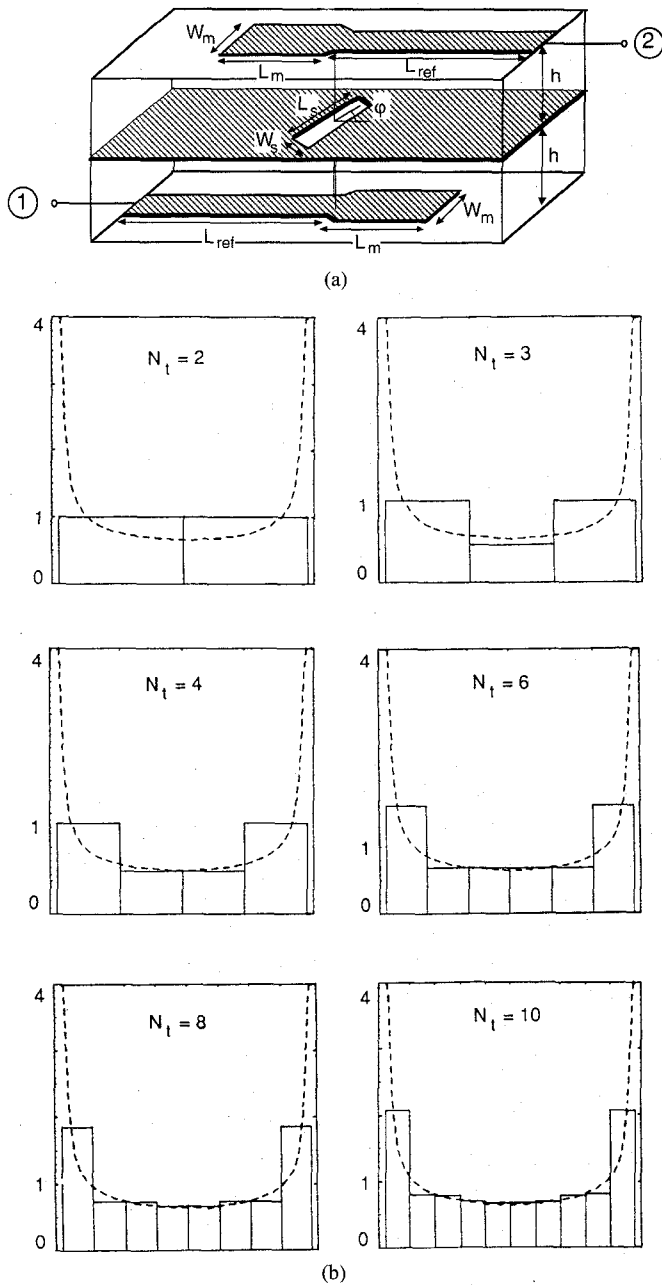 W_m
L_m
L_ref
2
h
L_s
φ
W_s
h
1
L_ref
L_m
W_m
(a)
4
N_t = 2
1
0
4
N_t = 3
1
0
4
N_t = 4
1
0
4
N_t = 6
1
0
4
N_t = 8
1
0
4
N_t = 10
1
0
(b)